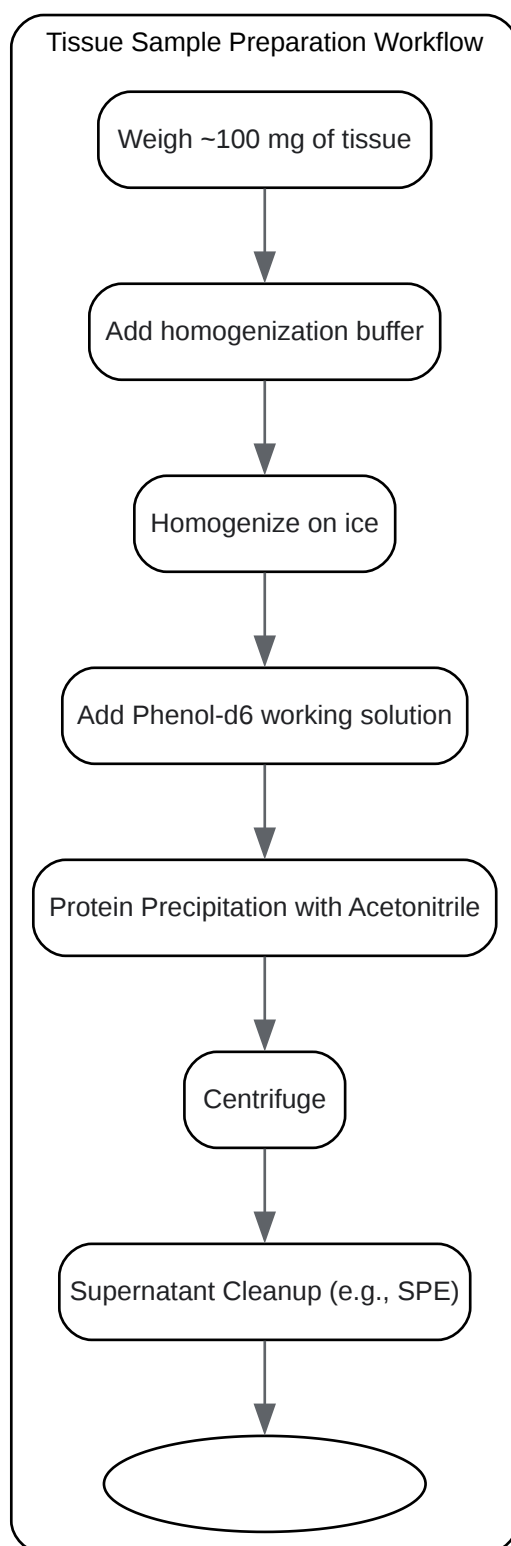 Tissue Sample Preparation Workflow
Weigh ~100 mg of tissue
Add homogenization buffer
Homogenize on ice
Add Phenol-d6 working solution
Protein Precipitation with Acetonitrile
Centrifuge
Supernatant Cleanup (e.g., SPE)